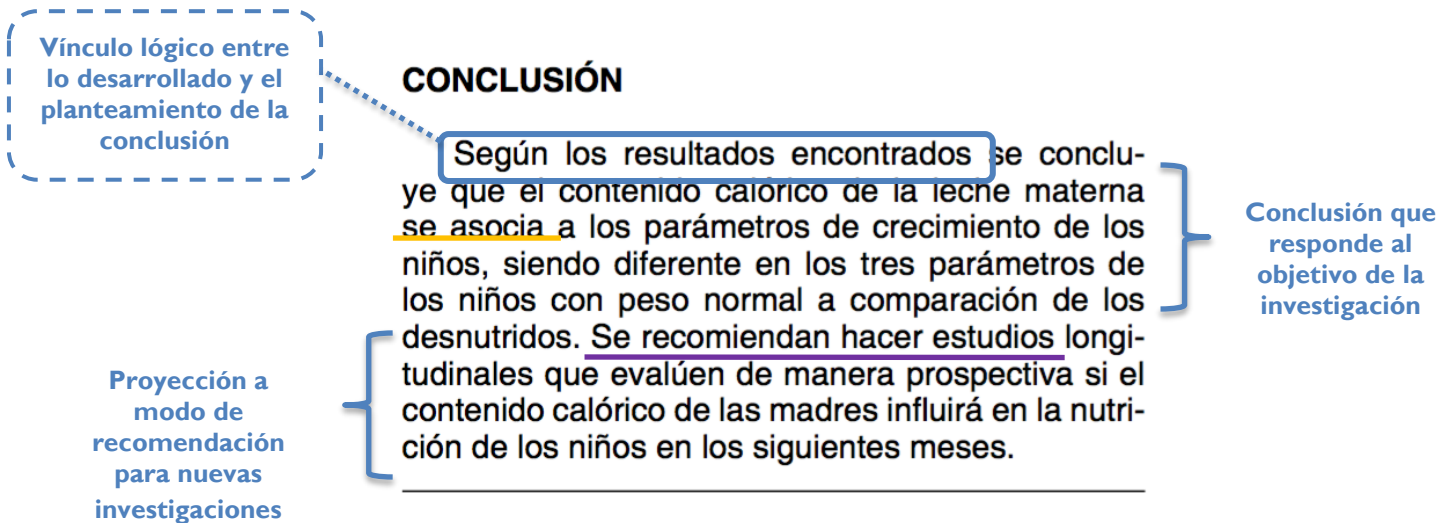 Vínculo lógico entre
lo desarrollado y el
planteamiento de la
conclusión
CONCLUSIÓN
Según los resultados encontrados se conclu-
ye que el contenido calórico de la leche materna
se asocia a los parámetros de crecimiento de los
niños, siendo diferente en los tres parámetros de
los niños con peso normal a comparación de los
desnutridos. Se recomiendan hacer estudios longi-
tudinales que evalúen de manera prospectiva si el
contenido calórico de las madres influirá en la nutri-
ción de los niños en los siguientes meses.
Conclusión que
responde al
objetivo de la
investigación
Proyección a
modo de
recomendación
para nuevas
investigaciones